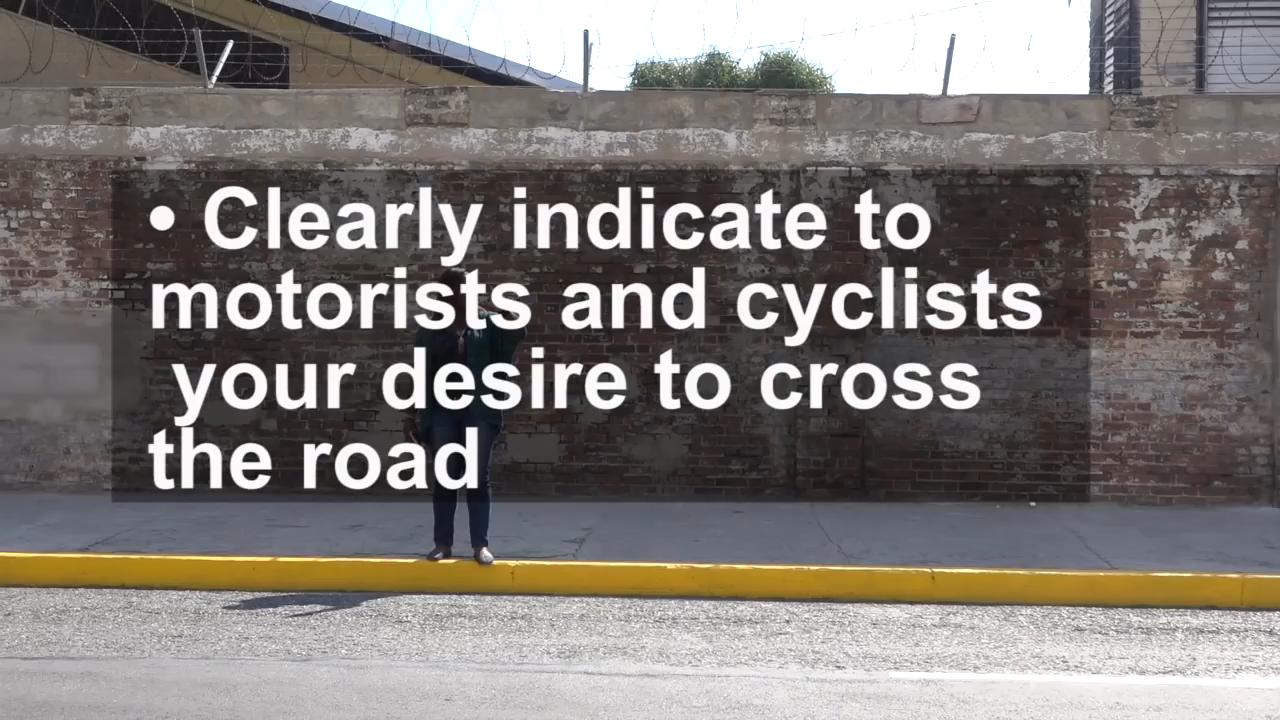 • Clearly indicate to
motorists and cyclists
your desire to cross
the road